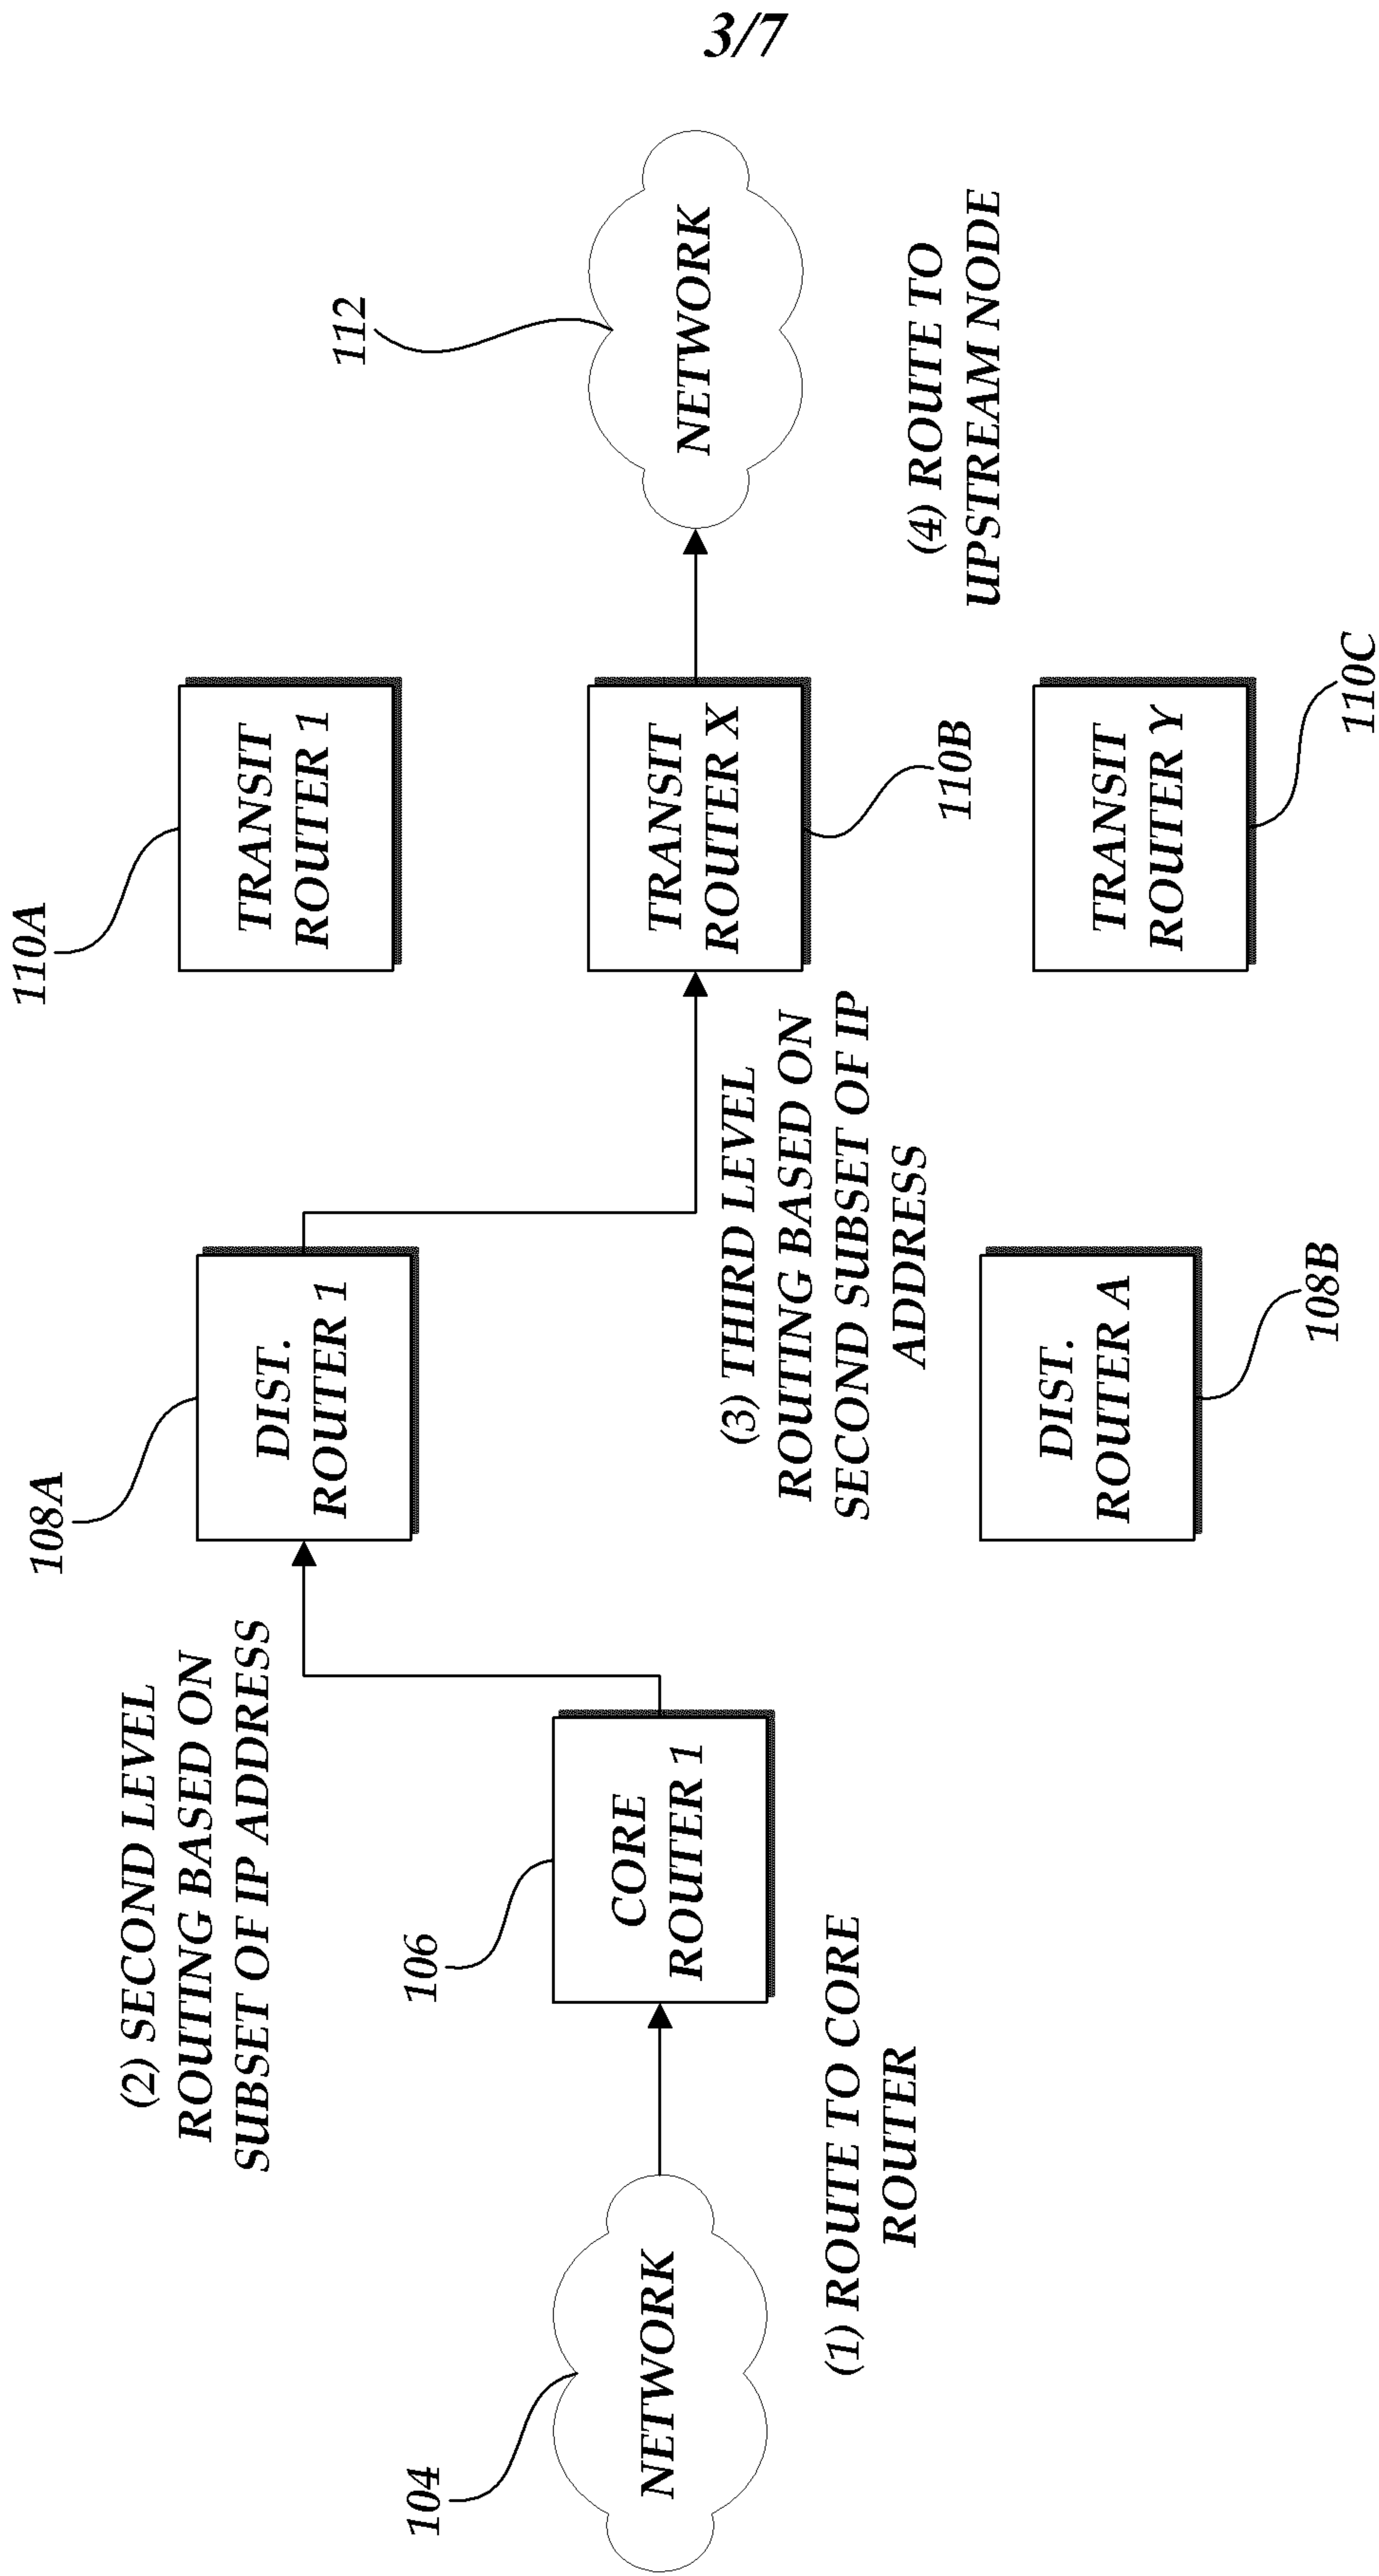 3/7
104
NETWORK
(1) ROUTE TO CORE
ROUTER
106
CORE
ROUTER 1
(2) SECOND LEVEL
ROUTING BASED ON
SUBSET OF IP ADDRESS
108A
DIST.
ROUTER 1
108B
DIST.
ROUTER A
(3) THIRD LEVEL
ROUTING BASED ON
SECOND SUBSET OF IP
ADDRESS
110A
TRANSIT
ROUTER 1
TRANSIT
ROUTER X
110B
TRANSIT
ROUTER Y
110C
112
NETWORK
(4) ROUTE TO
UPSTREAM NODE